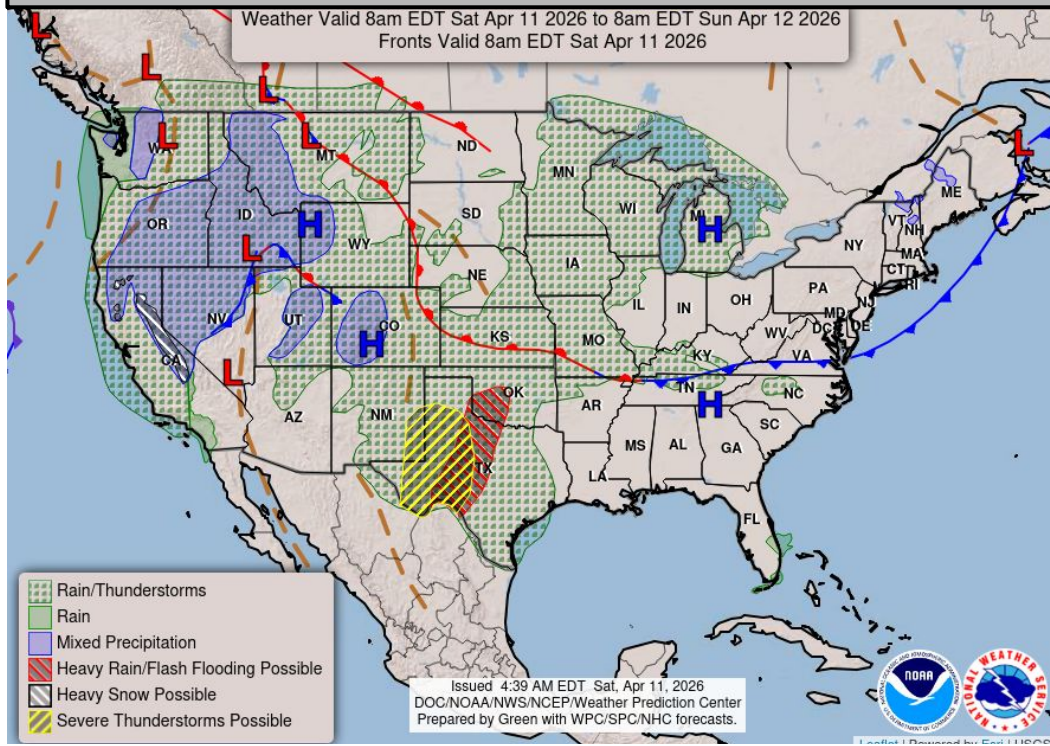 Weather Valid 8am EDT Sat Apr 11 2026 to 8am EDT Sun Apr 12 2026
Fronts Valid 8am EDT Sat Apr 11 2026
L
L
L
L
L
WA
MT
ND
MN
L
ME
OR
ID
H
SD
WI
MI
H
VT
NH
NY
MA
CT
RI
L
WY
IA
NE
PA
NJ
IL
IN
OH
MD
DE
DC
WV
NV
UT
CO
H
KS
MO
KY
VA
CA
L
TN
NC
AZ
NM
OK
AR
H
SC
MS
AL
GA
TX
LA
FL
Rain/Thunderstorms
Rain
Mixed Precipitation
Heavy Rain/Flash Flooding Possible
Heavy Snow Possible
Severe Thunderstorms Possible
Issued 4:39 AM EDT Sat, Apr 11, 2026
DOC/NOAA/NWS/NCEP/Weather Prediction Center
Prepared by Green with WPC/SPC/NHC forecasts.
NOAA
NATIONAL WEATHER SERVICE
Leaflet | Powered by Esri | USGS